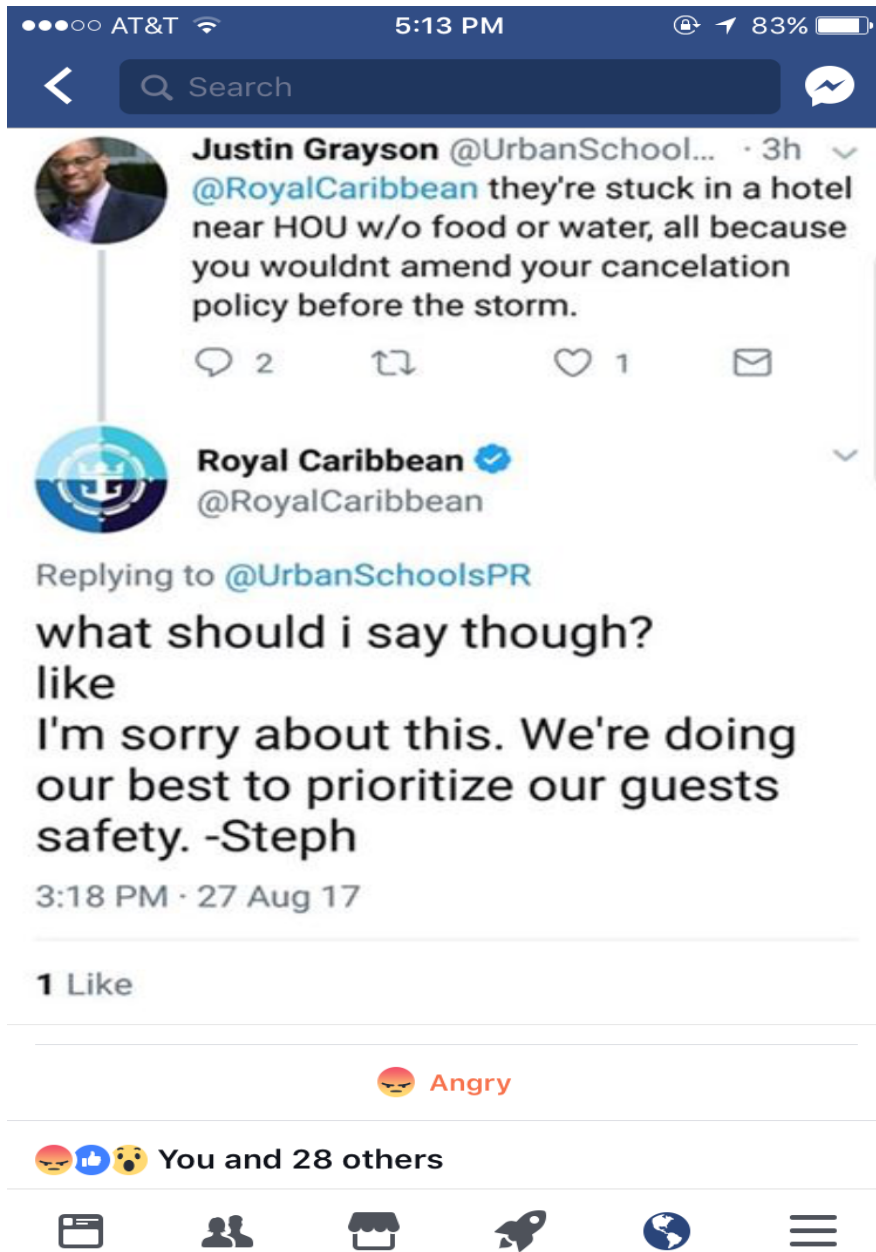 AT&T 5:13 PM 83%
Search
Justin Grayson @UrbanSchool... · 3h
@RoyalCaribbean they're stuck in a hotel
near HOU w/o food or water, all because
you wouldnt amend your cancelation
policy before the storm.
2 1
Royal Caribbean
@RoyalCaribbean
Replying to @UrbanSchoolsPR
what should i say though?
like
I'm sorry about this. We're doing
our best to prioritize our guests
safety. -Steph
3:18 PM · 27 Aug 17
1 Like
Angry
You and 28 others